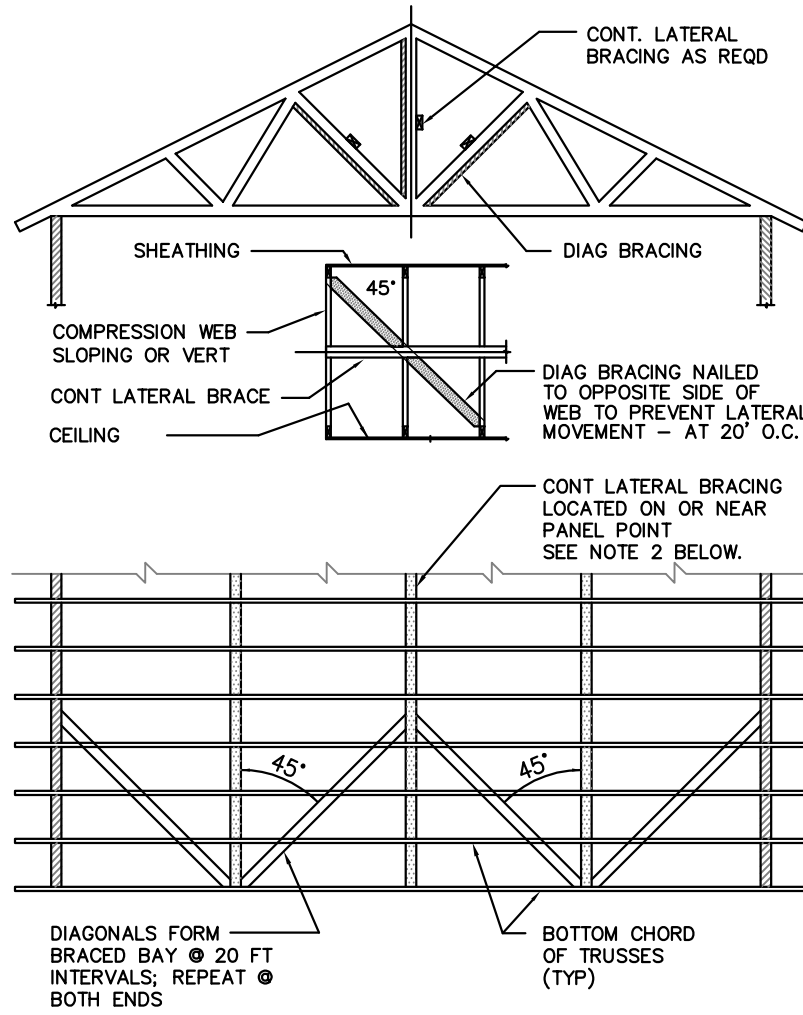 CONT. LATERAL
BRACING AS REQD
SHEATHING
DIAG BRACING
45°
COMPRESSION WEB
SLOPING OR VERT
CONT LATERAL BRACE
CEILING
DIAG BRACING NAILED
TO OPPOSITE SIDE OF
WEB TO PREVENT LATERAL
MOVEMENT – AT 20' O.C.
CONT LATERAL BRACING
LOCATED ON OR NEAR
PANEL POINT
SEE NOTE 2 BELOW.
45°
45°
DIAGONALS FORM
BRACED BAY @ 20 FT
INTERVALS; REPEAT @
BOTH ENDS
BOTTOM CHORD
OF TRUSSES
(TYP)